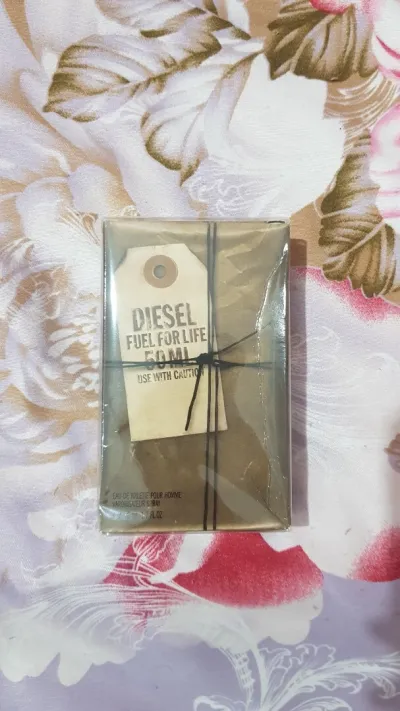 DIESEL
FUEL FOR LIFE
50 ML
USE WITH CAUTION
EAU DE TOILETTE POUR HOMME